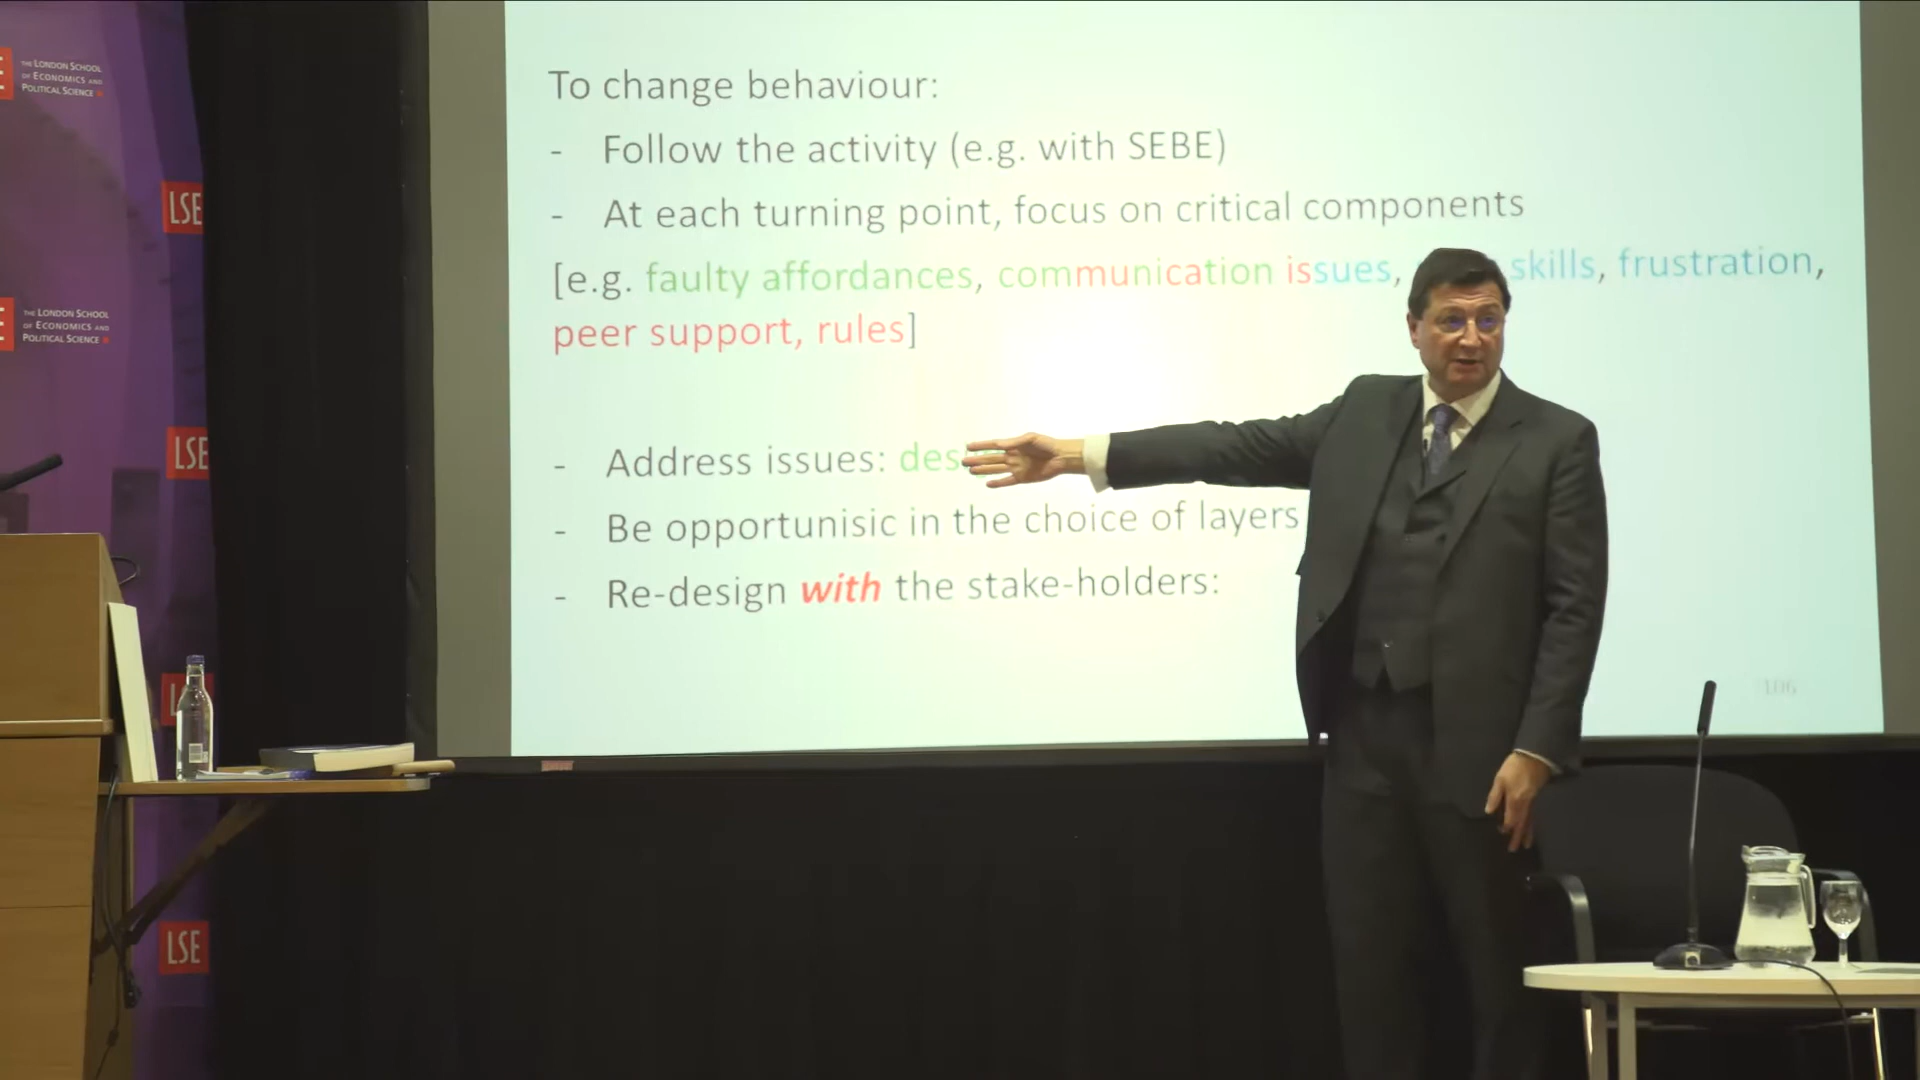 THE LONDON SCHOOL
OF ECONOMICS AND
POLITICAL SCIENCE
THE LONDON SCHOOL
OF ECONOMICS AND
POLITICAL SCIENCE
LSE
LSE
LSE
To change behaviour:
- Follow the activity (e.g. with SEBE)
- At each turning point, focus on critical components
[e.g. faulty affordances, communication issues, skills, frustration,
peer support, rules]
- Address issues: des
- Be opportunisic in the choice of layers
- Re-design with the stake-holders:
106